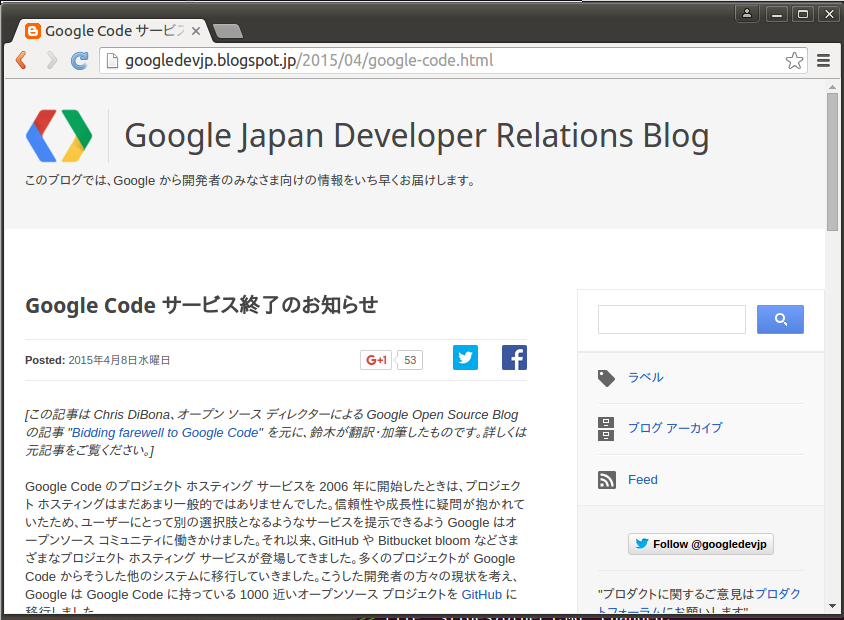 Google Code サービス
googledevjp.blogspot.jp/2015/04/google-code.html
Google Japan Developer Relations Blog
このブログでは、Google から開発者のみなさま向けの情報をいち早くお届けします。
Google Code サービス終了のお知らせ
Posted: 2015年4月8日水曜日
G+1 53
[この記事は Chris DiBona、オープン ソース ディレクターによる Google Open Source Blog
の記事 "Bidding farewell to Google Code" を元に、鈴木が翻訳・加筆したものです。詳しくは
元記事をご覧ください。]
Google Code のプロジェクト ホスティング サービスを 2006 年に開始したときは、プロジェク
ト ホスティングはまだあまり一般的ではありませんでした。信頼性や成長性に疑問が抱かれて
いたため、ユーザーにとって別の選択肢となるようなサービスを提示できるよう Google はオ
ープンソース コミュニティに働きかけました。それ以来、GitHub や Bitbucket bloom などさま
ざまなプロジェクト ホスティング サービスが登場してきました。多くのプロジェクトが Google
Code からそうした他のシステムに移行していきました。こうした開発者の方々の現状を考え、
Google は Google Code に持っている 1000 近いオープンソース プロジェクトを GitHub に
移行しました
ラベル
ブログ アーカイブ
Feed
Follow @googledevjp
"プロダクトに関するご意見はプロダク
トフォーラムにお願いします"